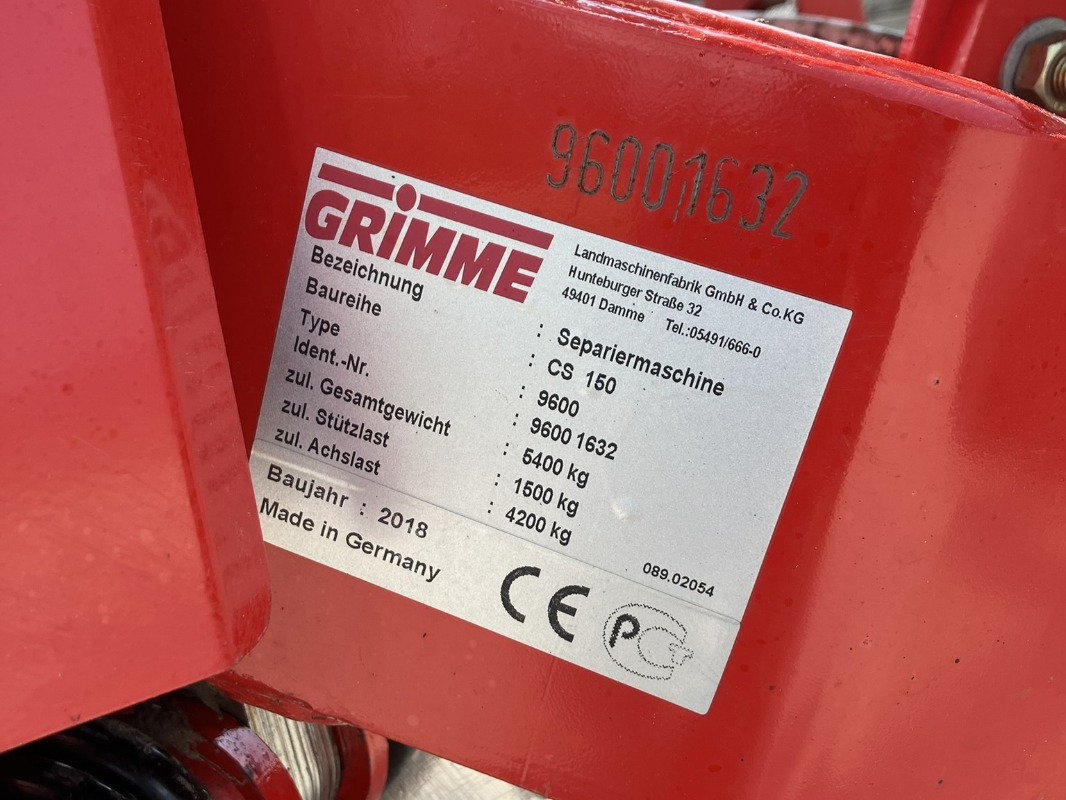 96001632
GRIMME
Landmaschinenfabrik GmbH & Co.KG
Hunteburger Straße 32
49401 Damme Tel.:05491/666-0
Bezeichnung : Separiermaschine
Baureihe : CS 150
Type : 9600
Ident.-Nr. : 9600 1632
zul. Gesamtgewicht : 5400 kg
zul. Stützlast : 1500 kg
zul. Achslast : 4200 kg
Baujahr : 2018
Made in Germany
089.02054
CE PG